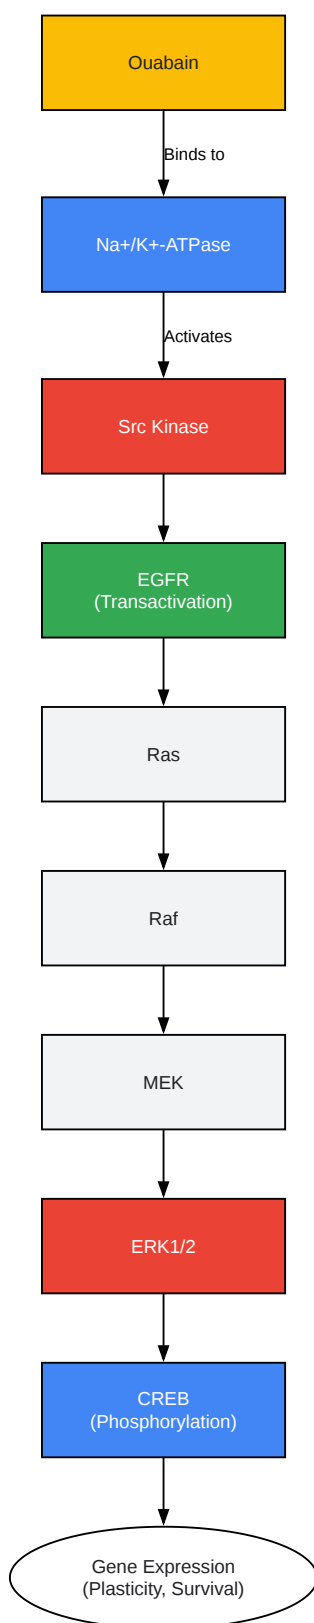 Ouabain
Binds to
Na+/K+-ATPase
Activates
Src Kinase
EGFR
(Transactivation)
Ras
Raf
MEK
ERK1/2
CREB
(Phosphorylation)
Gene Expression
(Plasticity, Survival)